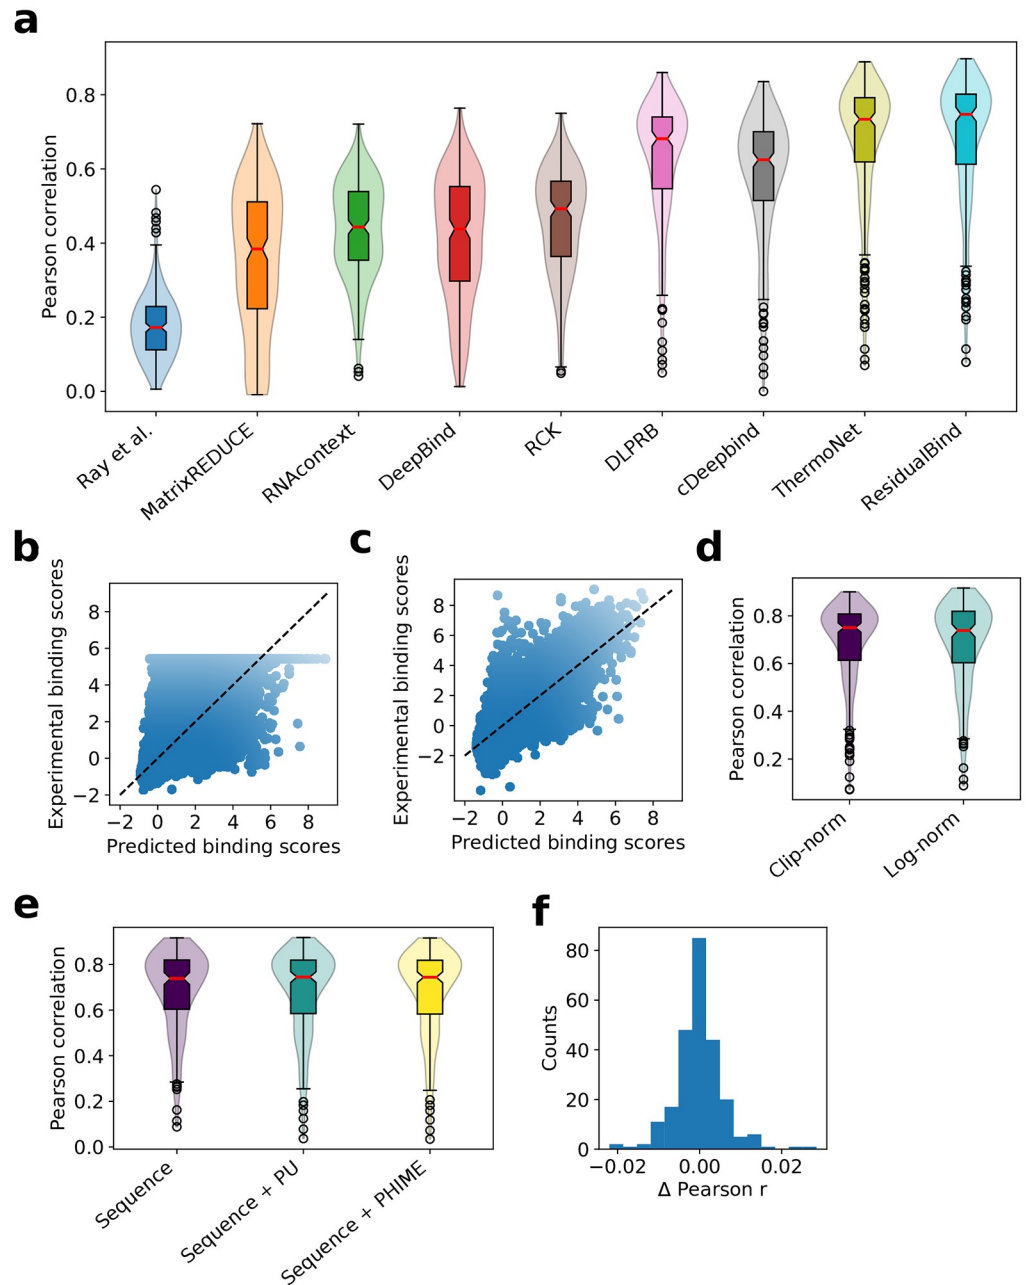 a
Pearson correlation
0.8
0.6
0.4
0.2
0.0
Ray et al.
MatrixREDUCE
RNAcontext
DeepBind
RCK
DLPRB
cDeepbind
ThermoNet
ResidualBind
b
Experimental binding scores
8
6
4
2
0
−2
−2 0 2 4 6 8
Predicted binding scores
c
Experimental binding scores
8
6
4
2
0
−2
−2 0 2 4 6 8
Predicted binding scores
d
Pearson correlation
0.8
0.6
0.4
0.2
Clip-norm
Log-norm
e
Pearson correlation
0.8
0.6
0.4
0.2
0.0
Sequence
Sequence + PU
Sequence + PHIME
f
Counts
80
60
40
20
0
−0.02 0.00 0.02
Δ Pearson r